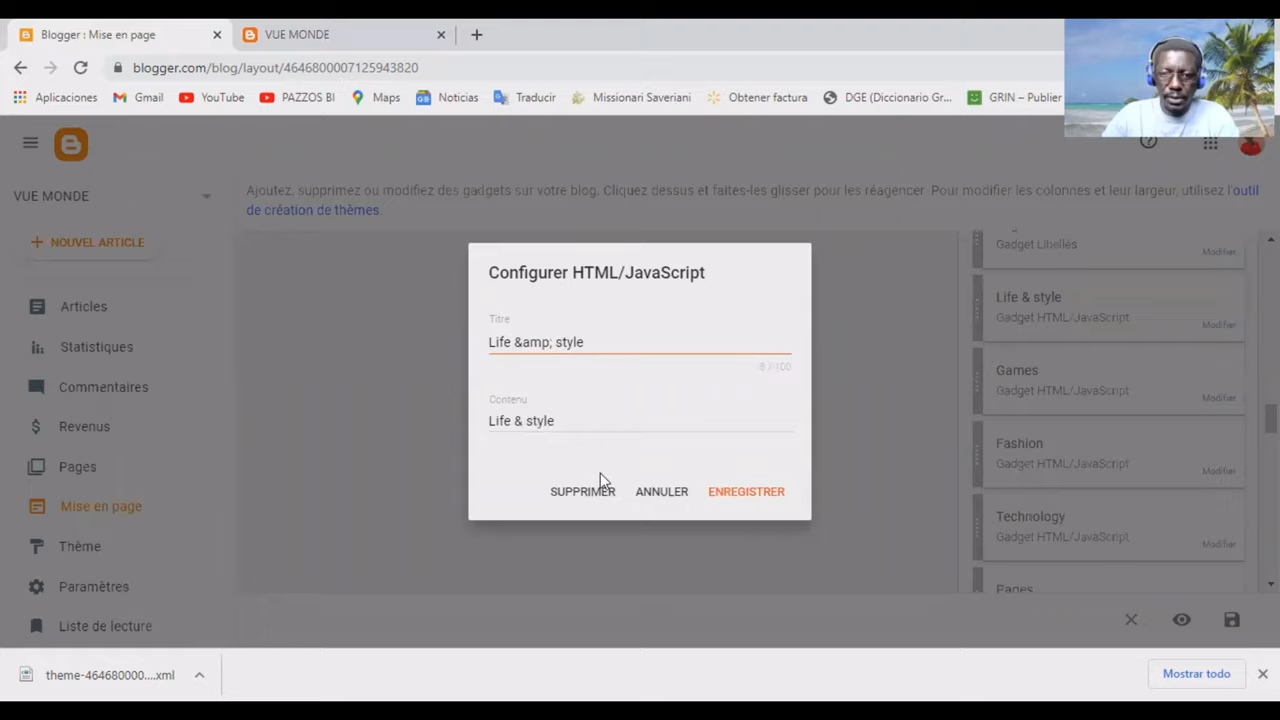 Blogger : Mise en page
VUE MONDE
blogger.com/blog/layout/4646800007125943820
Aplicaciones
Gmail
YouTube
PAZZOS BI
Maps
Noticias
Traducir
Missionari Saveriani
Obtener factura
DGE (Diccionario Gr...
GRIN – Publier
VUE MONDE
Ajoutez, supprimez ou modifiez des gadgets sur votre blog. Cliquez dessus et faites-les glisser pour les réagencer. Pour modifier les colonnes et leur largeur, utilisez l'outil
de création de thèmes.
NOUVEL ARTICLE
Articles
Statistiques
Commentaires
Revenus
Pages
Mise en page
Thème
Paramètres
Liste de lecture
Configurer HTML/JavaScript
Titre
Life &amp; style
/100
Contenu
Life & style
SUPPRIMER
ANNULER
ENREGISTRER
Gadget Libellés
Modifier
Life & style
Gadget HTML/JavaScript
Modifier
Games
Gadget HTML/JavaScript
Modifier
Fashion
Gadget HTML/JavaScript
Modifier
Technology
Gadget HTML/JavaScript
Modifier
Pages
theme-464680000....xml
Mostrar todo